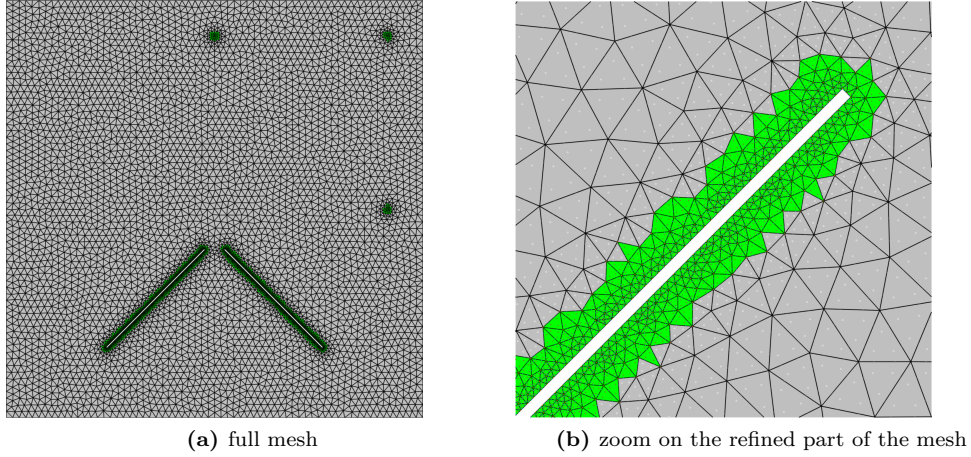 (a) full mesh
(b) zoom on the refined part of the mesh